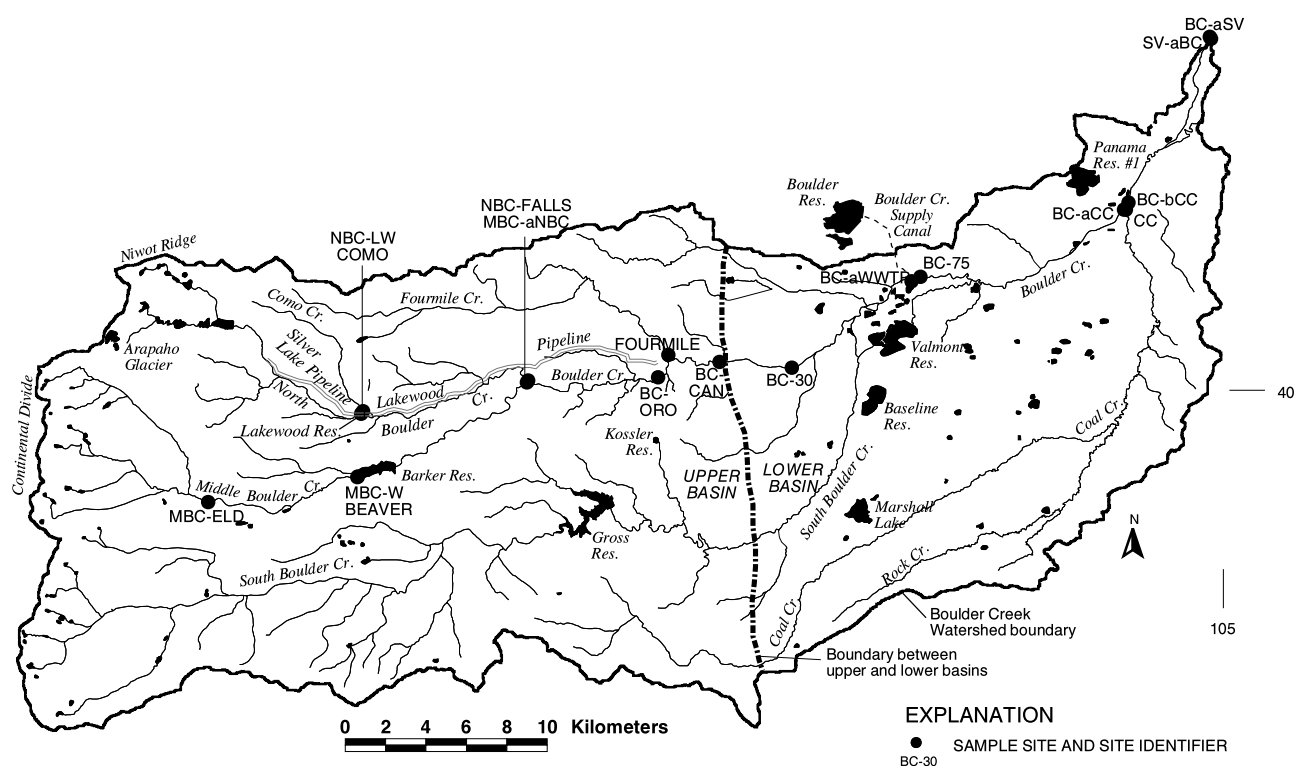 BC-aSV
SV-aBC
Panama
Res. #1
Boulder
Res.
Boulder Cr.
Supply
Canal
BC-bCC
BC-aCC
CC
NBC-FALLS
MBC-aNBC
NBC-LW
COMO
Niwot Ridge
BC-aWWTP
BC-75
Boulder Cr.
Como Cr.
Fourmile Cr.
Silver
Lake Pipeline
Arapaho
Glacier
Pipeline
FOURMILE
Valmont
Res.
North
Lakewood
Boulder Cr.
BC-
CAN
BC-30
BC-
ORO
40
Continental Divide
Lakewood Res.
Boulder
Cr.
Kossler
Res.
Baseline
Res.
Coal Cr.
Barker Res.
UPPER
BASIN
LOWER
BASIN
Middle Boulder Cr.
MBC-ELD
MBC-W
BEAVER
South Boulder Cr.
Marshall
Lake
Gross
Res.
N
South Boulder Cr.
Rock Cr.
Coal Cr.
Boulder Creek
Watershed boundary
105
Boundary between
upper and lower basins
0 2 4 6 8 10 Kilometers
EXPLANATION
SAMPLE SITE AND SITE IDENTIFIER
BC-30